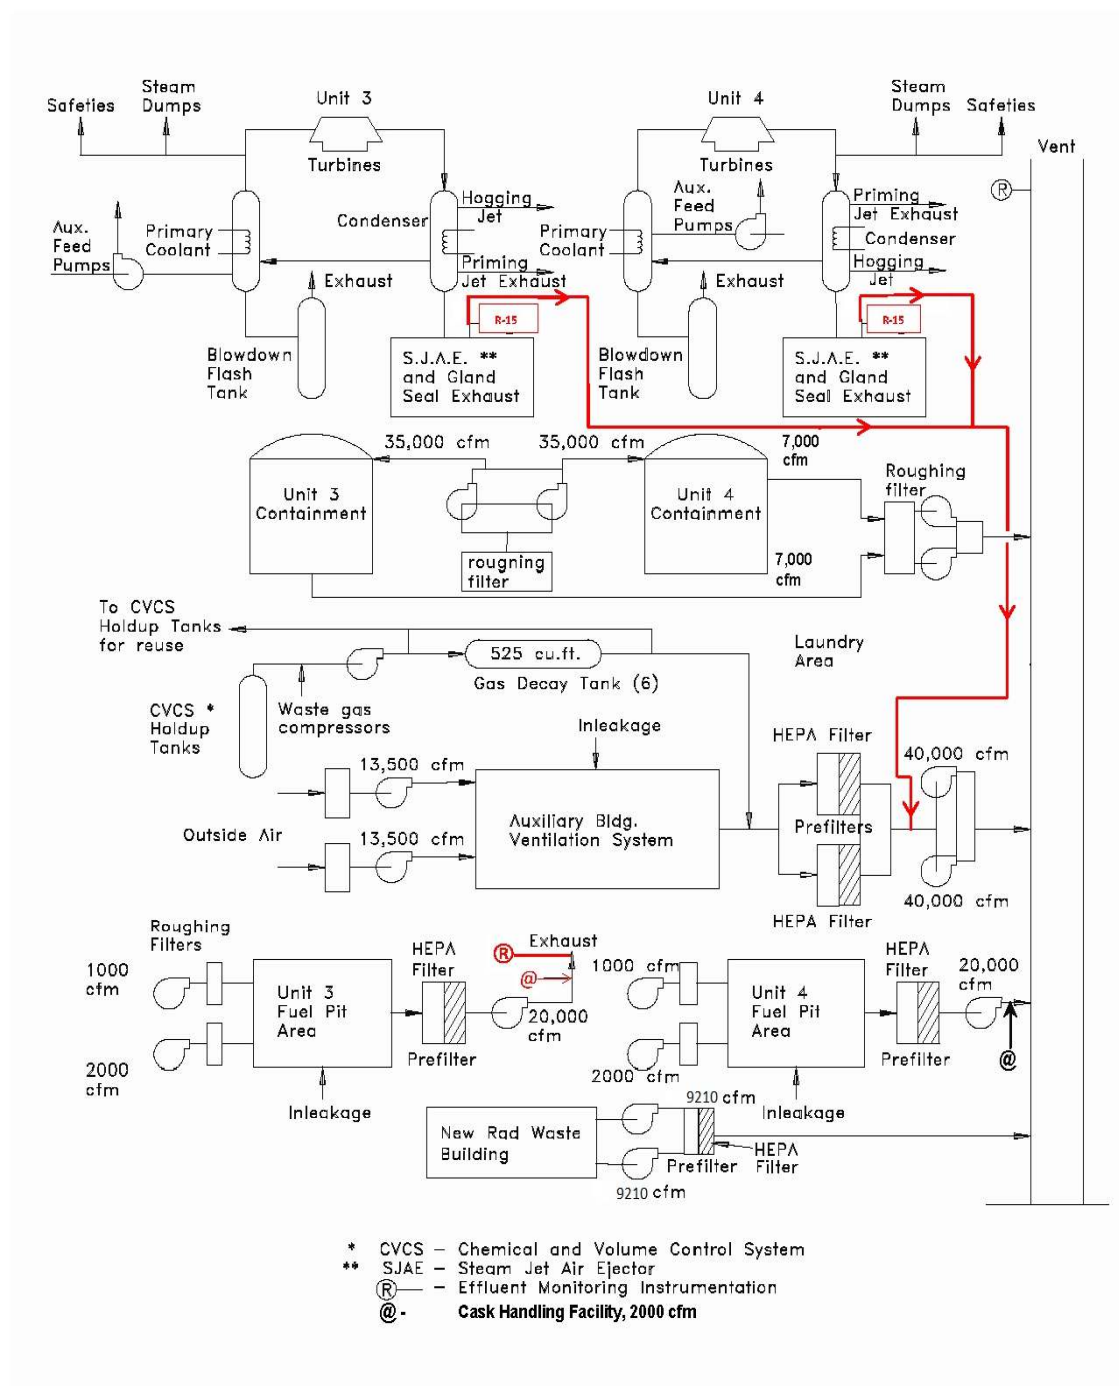 Safeties
Steam
Dumps
Unit 3
Turbines
Unit 4
Turbines
Steam
Dumps
Safeties
Vent
R
Aux.
Feed
Pumps
Primary
Coolant
Condenser
Hogging
Jet
Priming
Jet Exhaust
Exhaust
Primary
Coolant
Aux.
Feed
Pumps
Priming
Jet Exhaust
Condenser
Hogging
Jet
Exhaust
Blowdown
Flash
Tank
R-15
S.J.A.E. **
and Gland
Seal Exhaust
Blowdown
Flash
Tank
R-15
S.J.A.E. **
and Gland
Seal Exhaust
35,000 cfm
35,000 cfm
7,000
cfm
Unit 3
Containment
rougning
filter
Unit 4
Containment
7,000
cfm
Roughing
filter
To CVCS
Holdup Tanks
for reuse
525 cu.ft.
Gas Decay Tank (6)
Laundry
Area
CVCS *
Holdup
Tanks
Waste gas
compressors
Inleakage
HEPA Filter
40,000 cfm
13,500 cfm
Outside Air
13,500 cfm
Auxiliary Bldg.
Ventilation System
Prefilters
HEPA Filter
40,000 cfm
Roughing
Filters
1000
cfm
2000
cfm
Unit 3
Fuel Pit
Area
Inleakage
HEPA
Filter
Prefilter
R
Exhaust
@
20,000
cfm
1000 cfm
2000 cfm
Unit 4
Fuel Pit
Area
Inleakage
HEPA
Filter
Prefilter
20,000
cfm
@
New Rad Waste
Building
9210 cfm
9210 cfm
Prefilter
HEPA
Filter
* CVCS – Chemical and Volume Control System
** SJAE – Steam Jet Air Ejector
R – Effluent Monitoring Instrumentation
@ - Cask Handling Facility, 2000 cfm